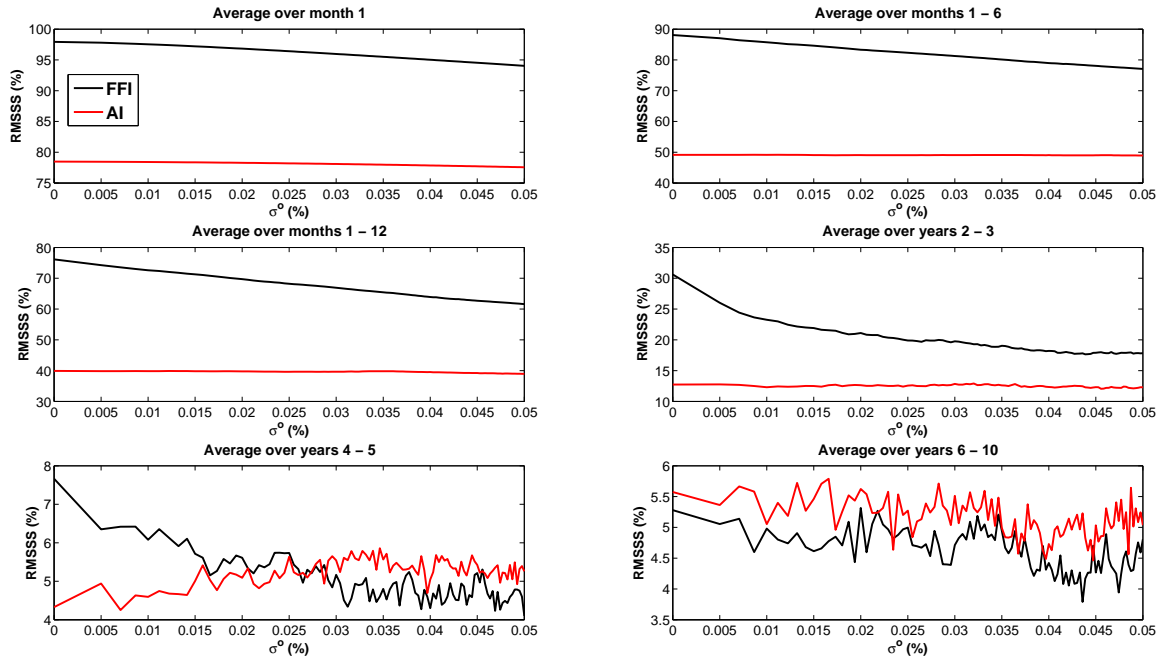 Average over month 1
100
95
90
85
80
75
RMSSS (%)
FFI
AI
0 0.005 0.01 0.015 0.02 0.025 0.03 0.035 0.04 0.045 0.05
σ° (%)
Average over months 1 − 6
90
80
70
60
50
40
RMSSS (%)
0 0.005 0.01 0.015 0.02 0.025 0.03 0.035 0.04 0.045 0.05
σ° (%)
Average over months 1 − 12
80
70
60
50
40
30
RMSSS (%)
0 0.005 0.01 0.015 0.02 0.025 0.03 0.035 0.04 0.045 0.05
σ° (%)
Average over years 2 − 3
35
30
25
20
15
10
RMSSS (%)
0 0.005 0.01 0.015 0.02 0.025 0.03 0.035 0.04 0.045 0.05
σ° (%)
Average over years 4 − 5
8
7
6
5
4
RMSSS (%)
0 0.005 0.01 0.015 0.02 0.025 0.03 0.035 0.04 0.045 0.05
σ° (%)
Average over years 6 − 10
6
5.5
5
4.5
4
3.5
RMSSS (%)
0 0.005 0.01 0.015 0.02 0.025 0.03 0.035 0.04 0.045 0.05
σ° (%)